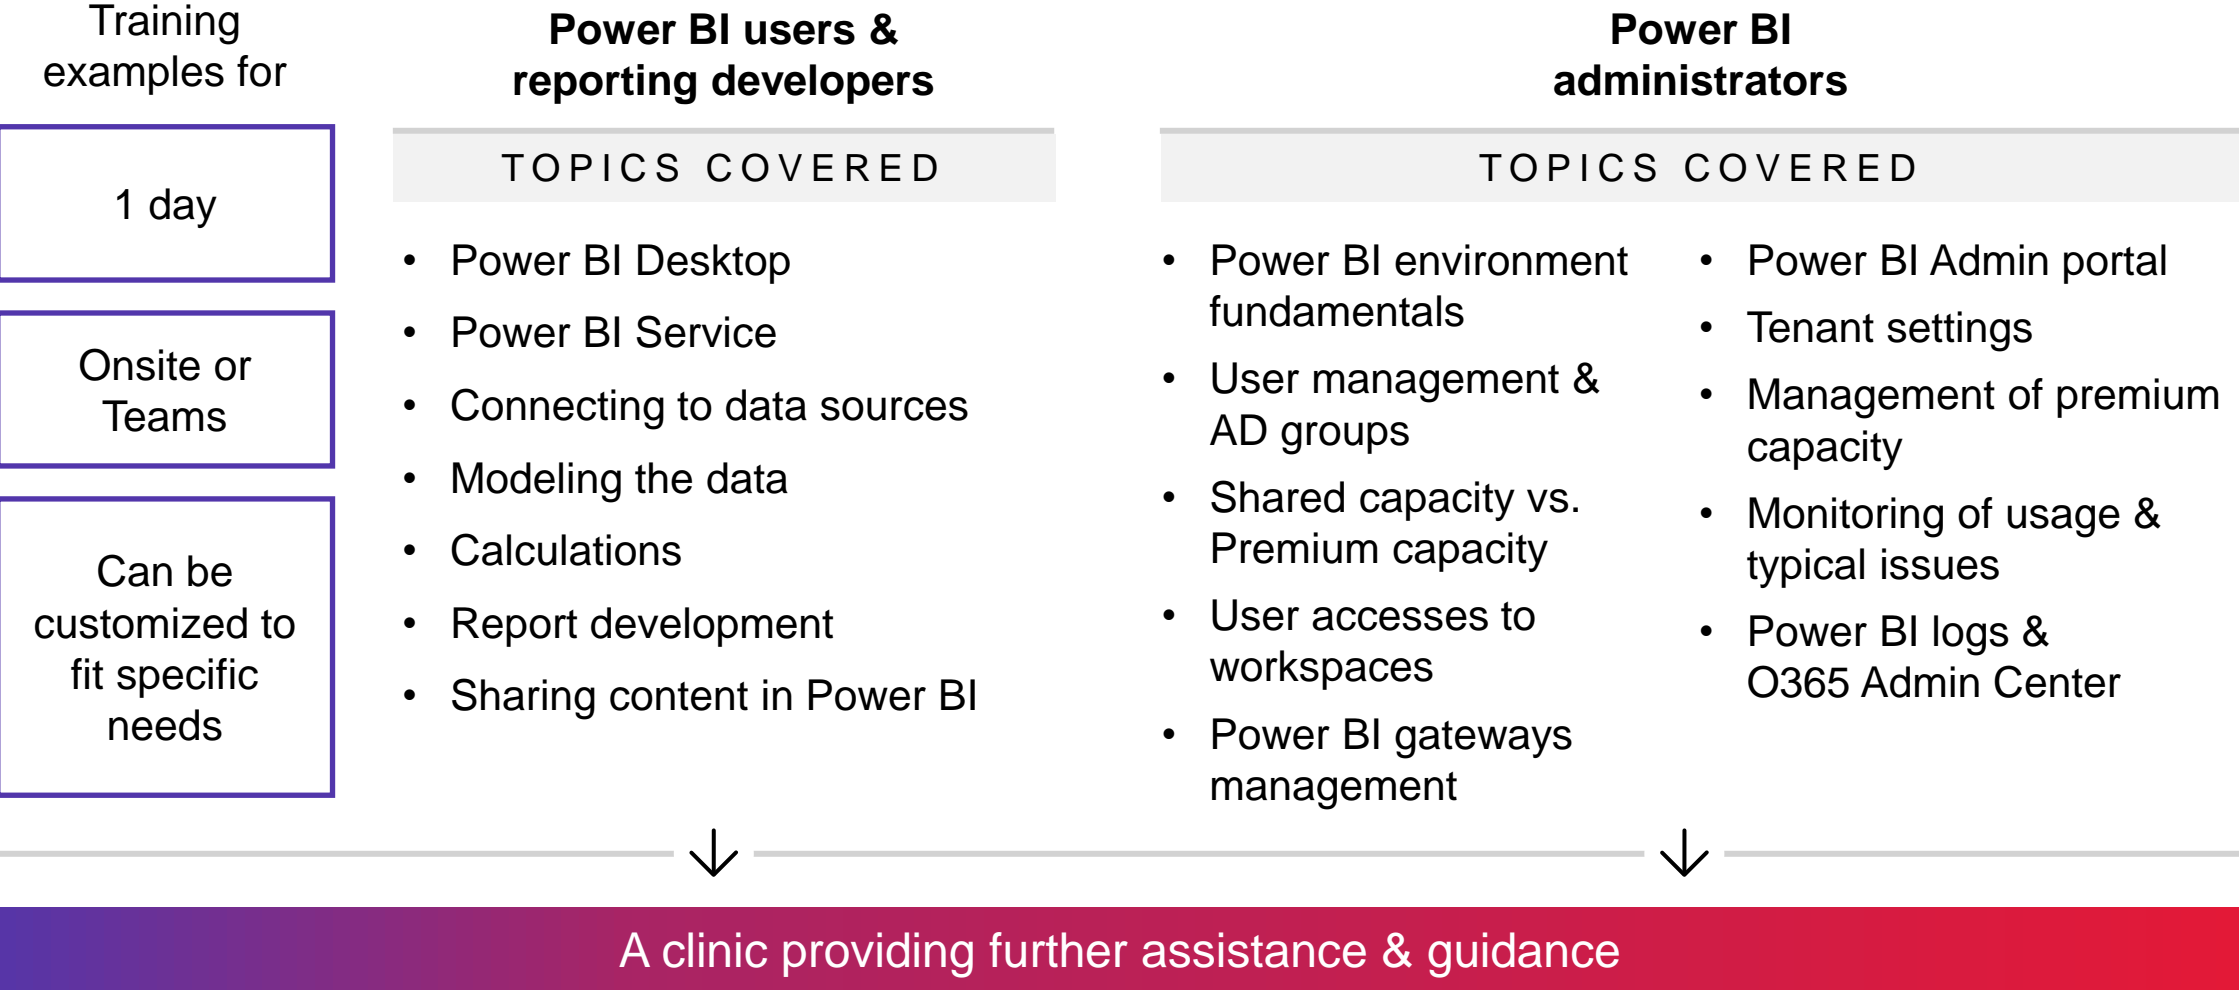 Training
examples for
1 day
Onsite or
Teams
Can be
customized to
fit specific
needs
Power BI users &
reporting developers
TOPICS COVERED
• Power BI Desktop
• Power BI Service
• Connecting to data sources
• Modeling the data
• Calculations
• Report development
• Sharing content in Power BI
Power BI
administrators
TOPICS COVERED
• Power BI environment
fundamentals
• User management &
AD groups
• Shared capacity vs.
Premium capacity
• User accesses to
workspaces
• Power BI gateways
management
• Power BI Admin portal
• Tenant settings
• Management of premium
capacity
• Monitoring of usage &
typical issues
• Power BI logs &
O365 Admin Center
A clinic providing further assistance & guidance